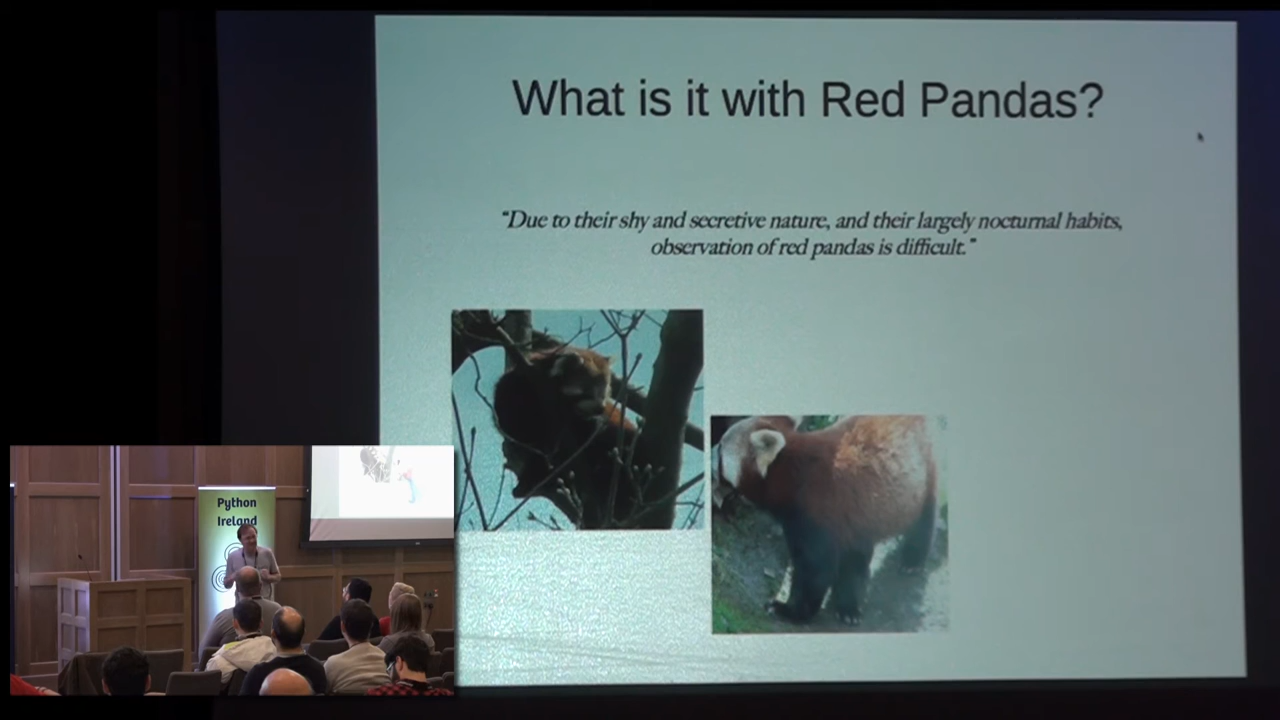 What is it with Red Pandas?
"Due to their shy and secretive nature, and their largely nocturnal habits,
observation of red pandas is difficult."
Python
Ireland